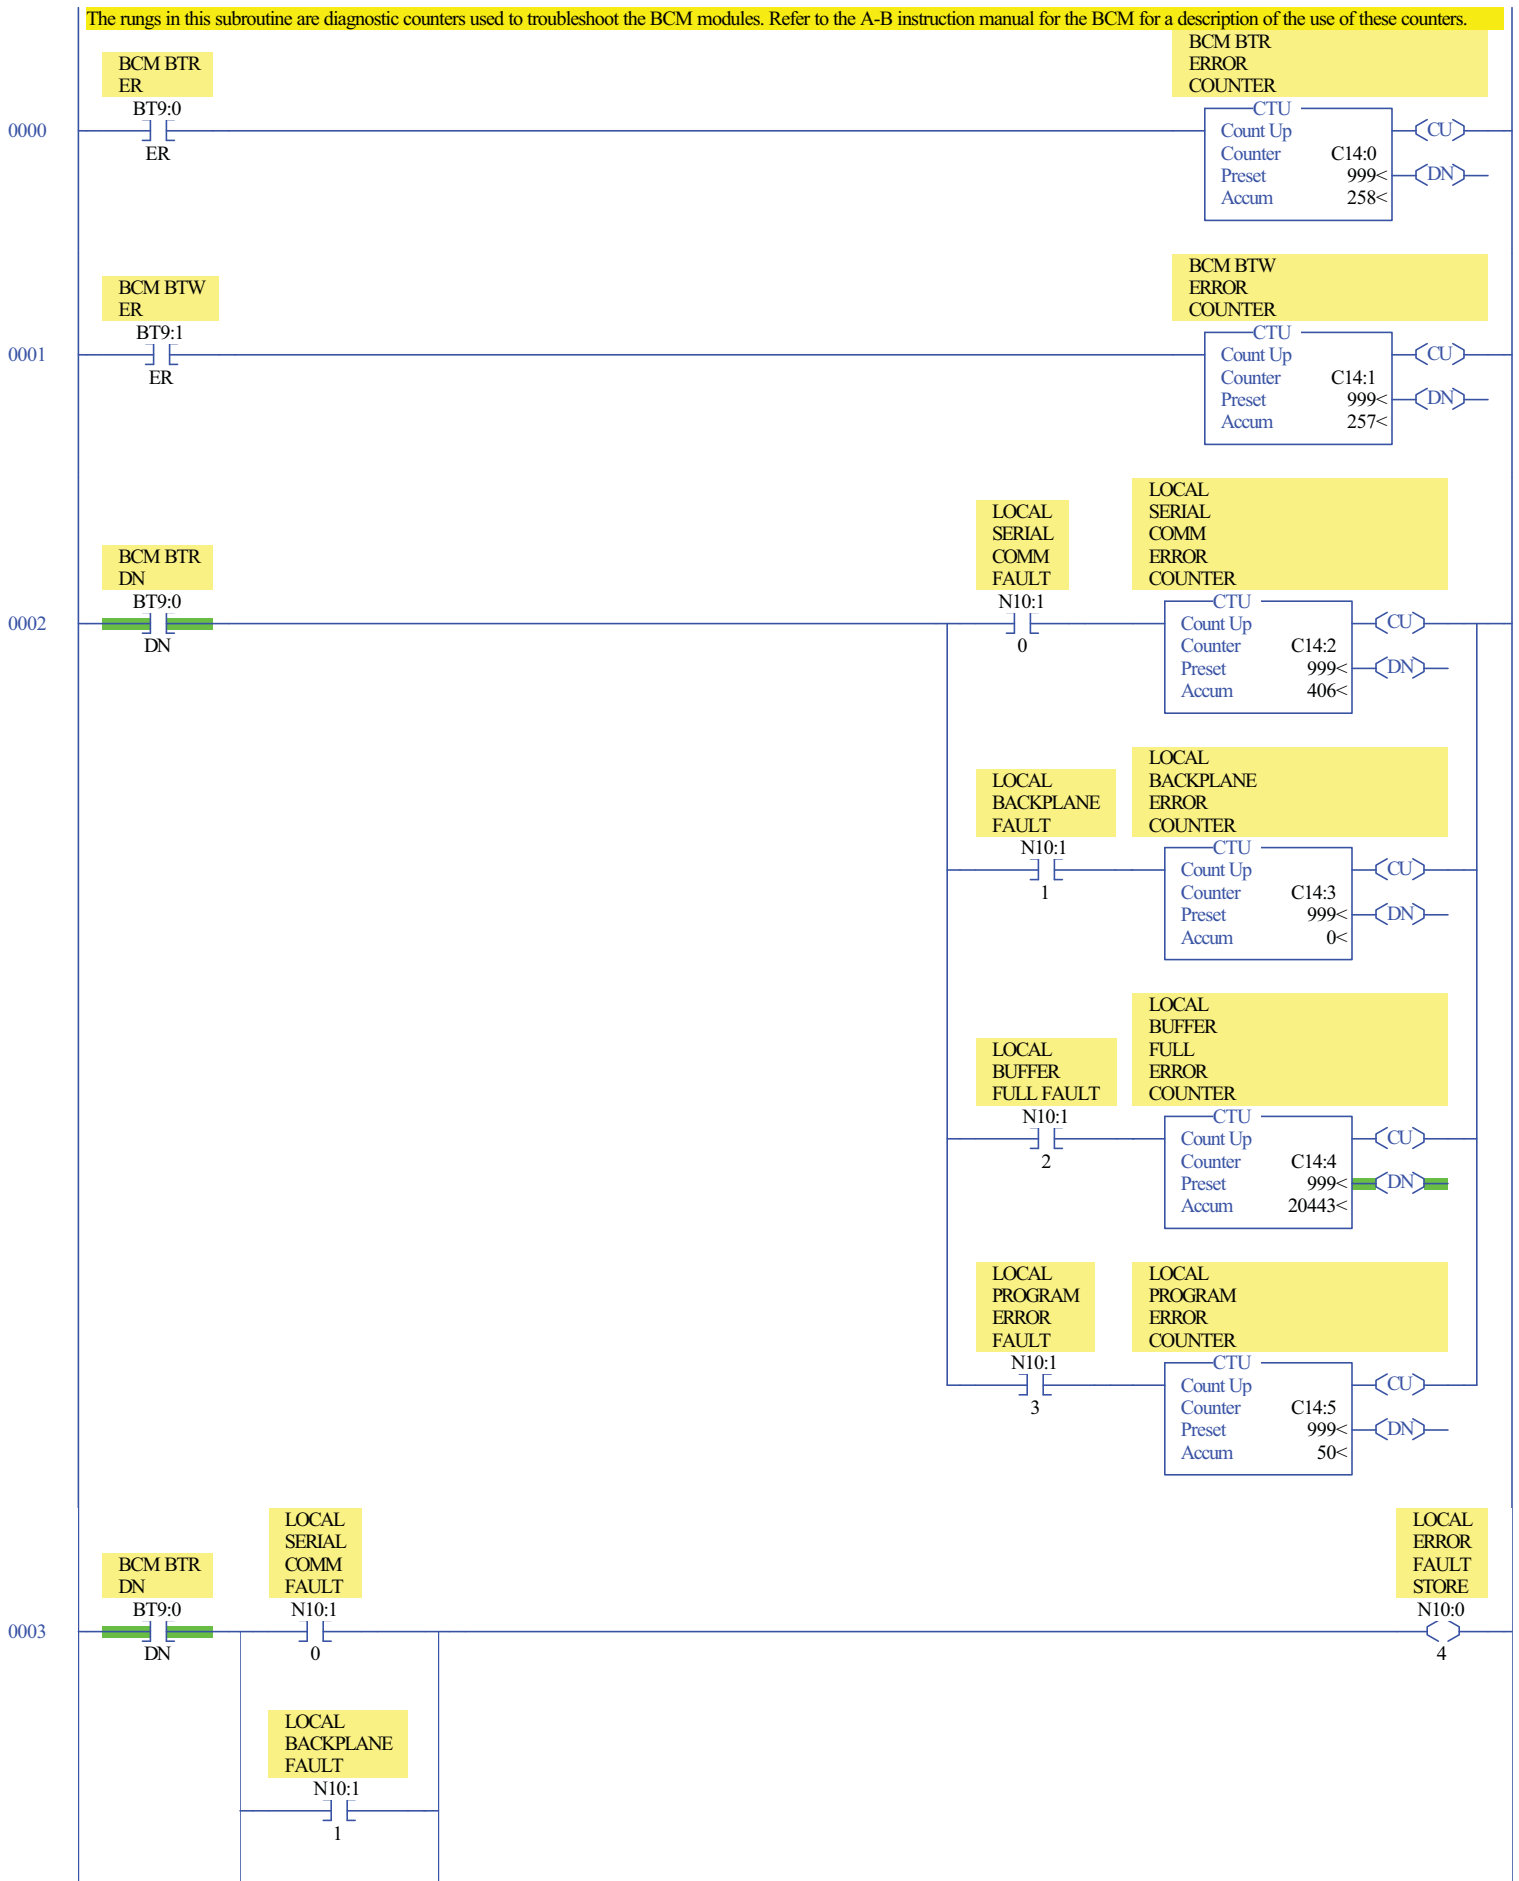 The rungs in this subroutine are diagnostic counters used to troubleshoot the BCM modules. Refer to the A-B instruction manual for the BCM for a description of the use of these counters.
BCM BTR
ER
BT9:0
ER
0000
BCM BTR
ERROR
COUNTER
CTU
Count Up
Counter C14:0
Preset 999<
Accum 258<
CU
DN
BCM BTW
ER
BT9:1
ER
0001
BCM BTW
ERROR
COUNTER
CTU
Count Up
Counter C14:1
Preset 999<
Accum 257<
CU
DN
BCM BTR
DN
BT9:0
DN
0002
LOCAL
SERIAL
COMM
FAULT
N10:1
0
LOCAL
SERIAL
COMM
ERROR
COUNTER
CTU
Count Up
Counter C14:2
Preset 999<
Accum 406<
CU
DN
LOCAL
BACKPLANE
FAULT
N10:1
1
LOCAL
BACKPLANE
ERROR
COUNTER
CTU
Count Up
Counter C14:3
Preset 999<
Accum 0<
CU
DN
LOCAL
BUFFER
FULL FAULT
N10:1
2
LOCAL
BUFFER
FULL
ERROR
COUNTER
CTU
Count Up
Counter C14:4
Preset 999<
Accum 20443<
CU
DN
LOCAL
PROGRAM
ERROR
FAULT
N10:1
3
LOCAL
PROGRAM
ERROR
COUNTER
CTU
Count Up
Counter C14:5
Preset 999<
Accum 50<
CU
DN
BCM BTR
DN
BT9:0
DN
0003
LOCAL
SERIAL
COMM
FAULT
N10:1
0
LOCAL
ERROR
FAULT
STORE
N10:0
4
LOCAL
BACKPLANE
FAULT
N10:1
1